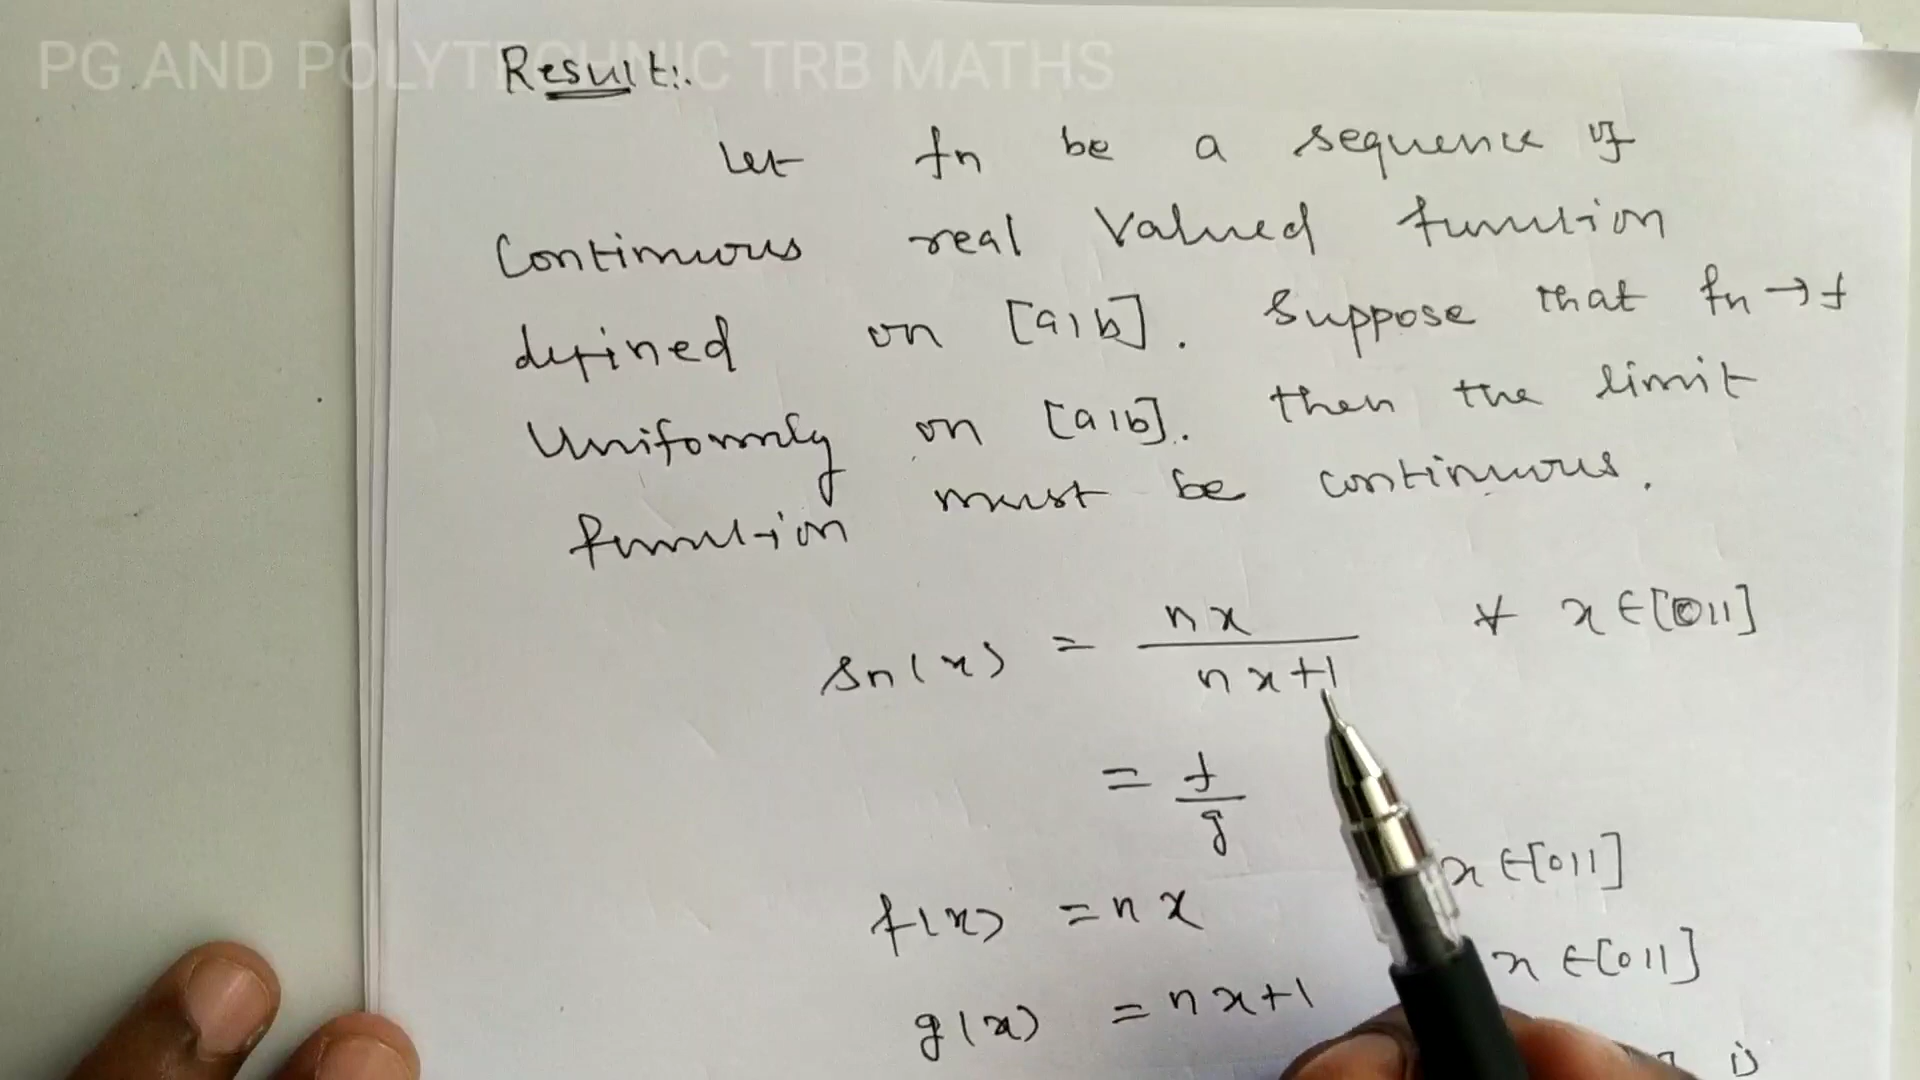 PG AND POLYTECHNIC TRB MATHS
Result:.
Let fn be a sequence of
Continuous real valued function
defined on [a,b]. Suppose that fn → f
Uniformly on [a,b]. then the limit
function must be continuous.
Sn(x) = nx / nx+1 ∀ x ∈ [0,1]
= f / g
f(x) = nx x ∈ [0,1]
g(x) = nx+1 x ∈ [0,1]